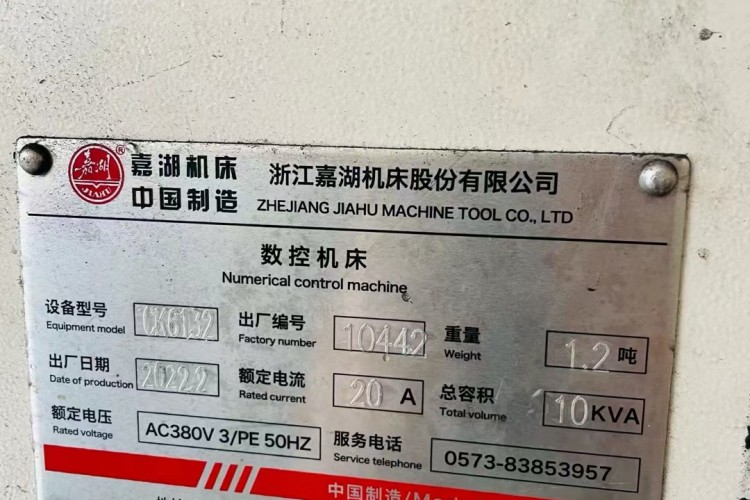 嘉湖
JIAHU
®
嘉湖机床
中国制造
浙江嘉湖机床股份有限公司
ZHEJIANG JIAHU MACHINE TOOL CO., LTD
数控机床
Numerical control machine
设备型号 CK6132 出厂编号 10442 重量 1.2吨
Equipment model Factory number Weight
出厂日期 2022.2 额定电流 20 A 总容积 10KVA
Date of production Rated current Total volume
额定电压 AC380V 3/PE 50HZ 服务电话 0573-83853957
Rated voltage Service telephone
中国制造/Mad